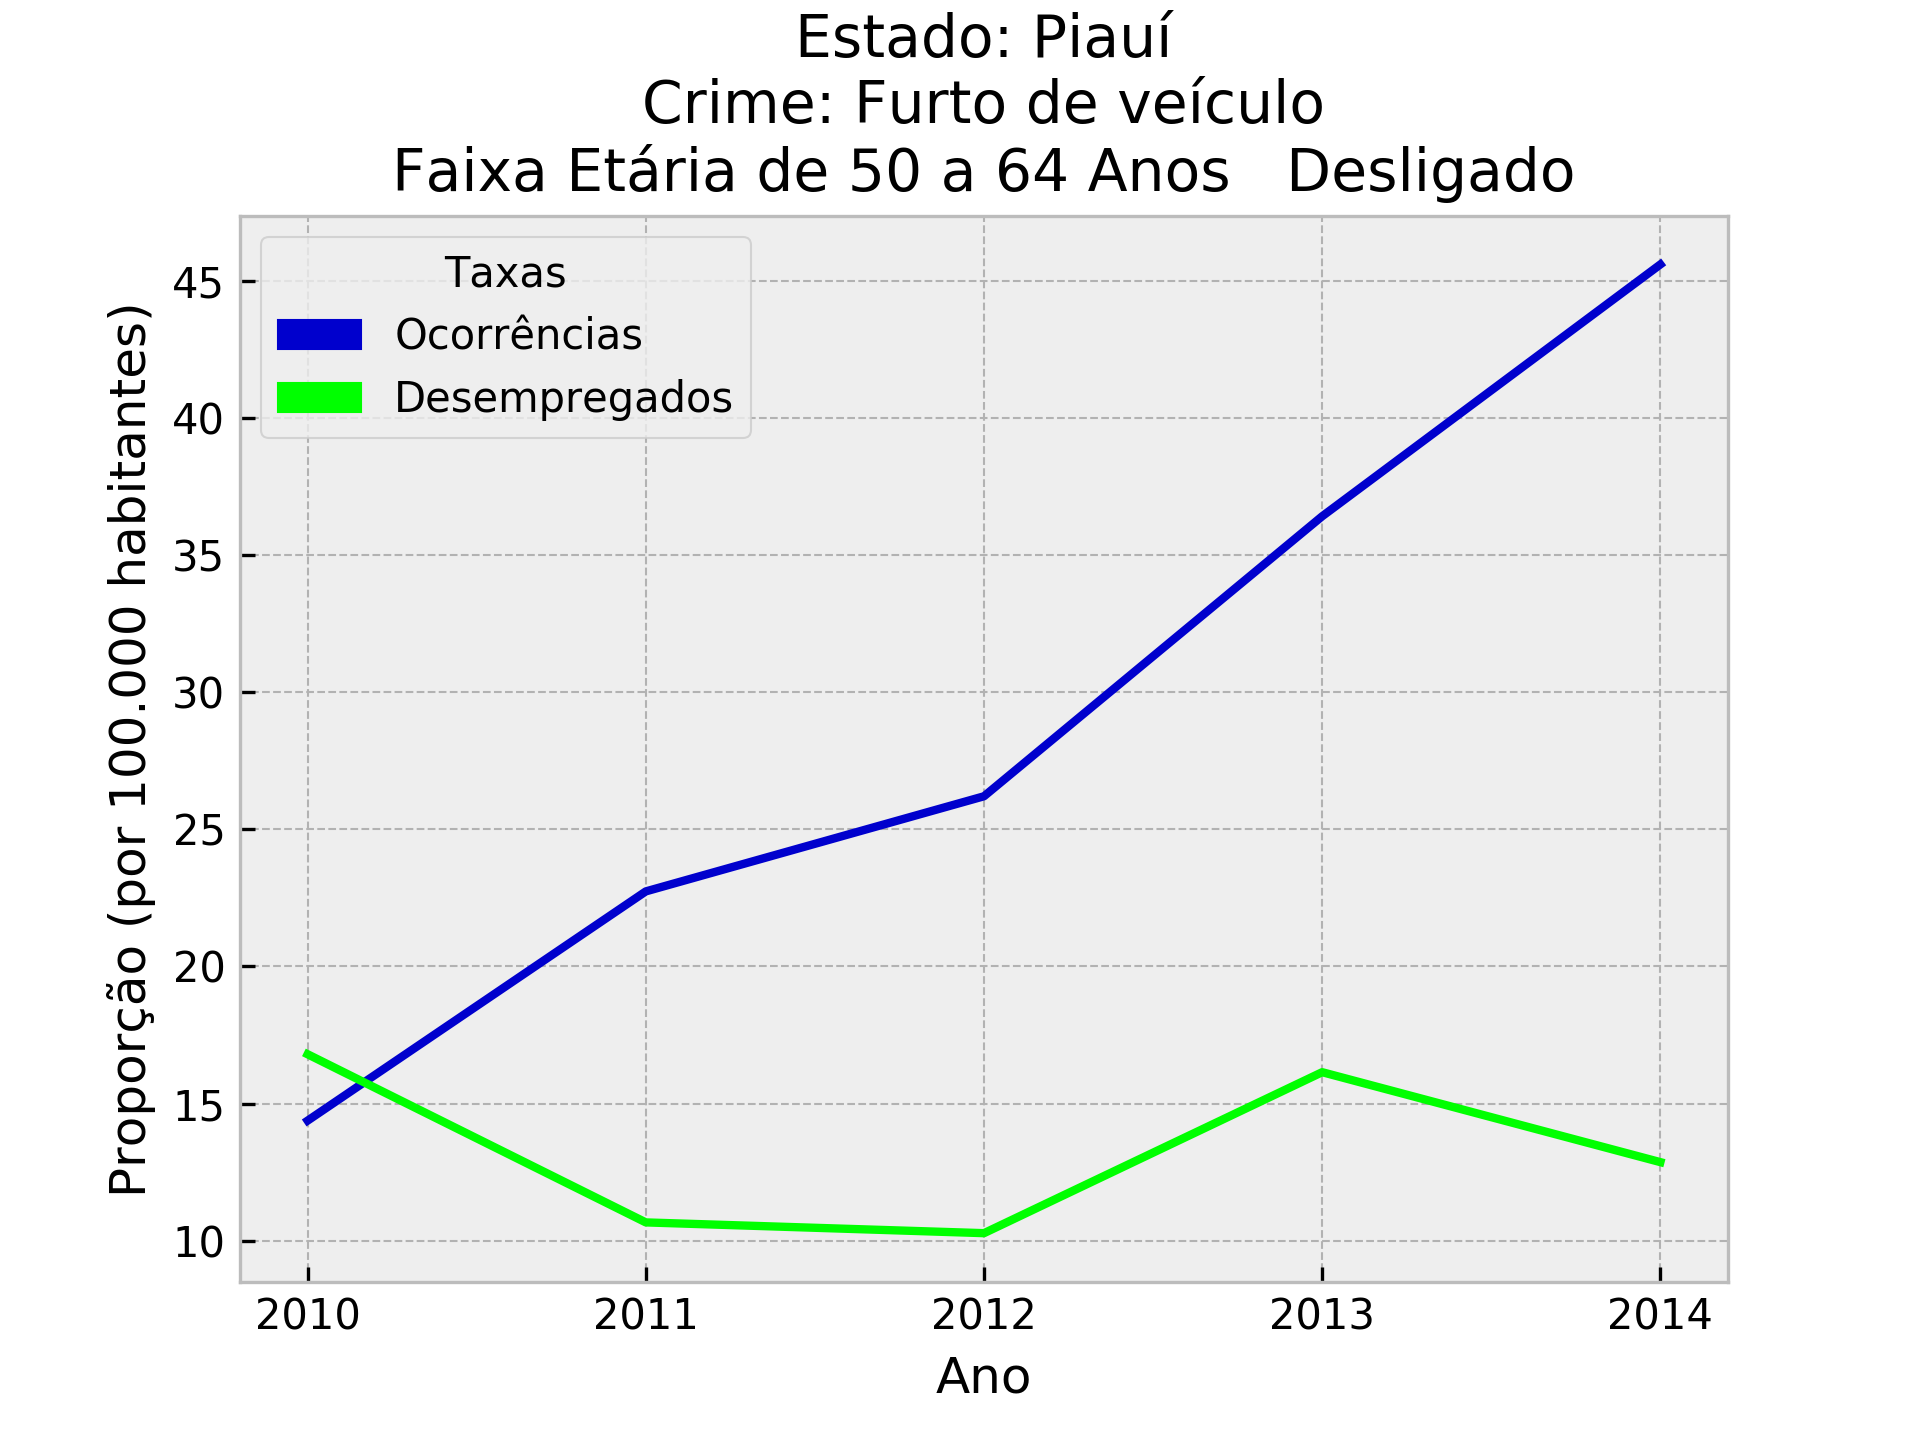 Estado: Piauí
Crime: Furto de veículo
Faixa Etária de 50 a 64 Anos   Desligado
Taxas
Ocorrências
Desempregados
Proporção (por 100.000 habitantes)
45
40
35
30
25
20
15
10
2010 2011 2012 2013 2014
Ano